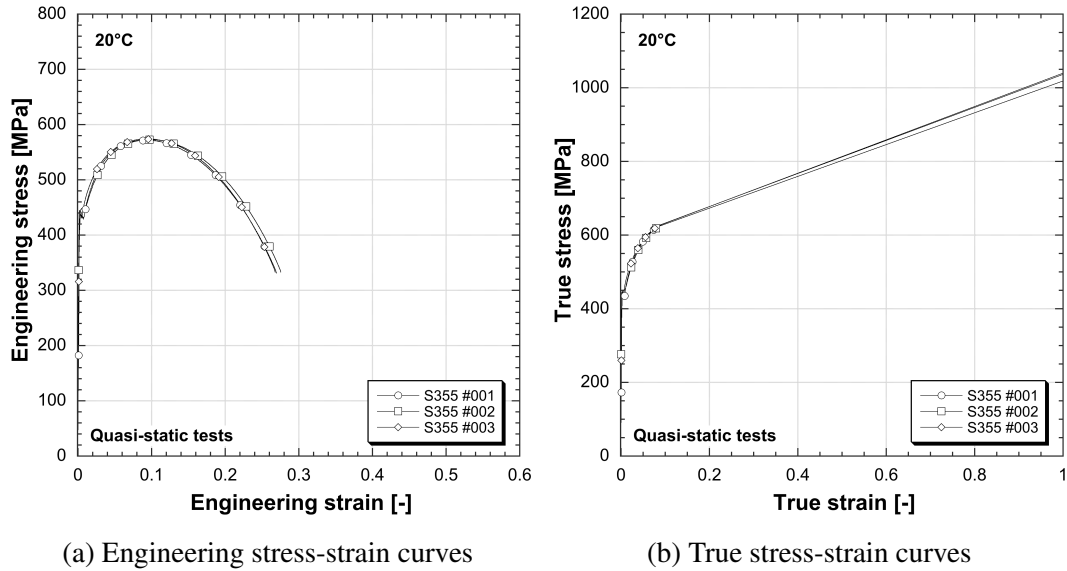 800
700
600
500
400
300
200
100
0
0 0.1 0.2 0.3 0.4 0.5 0.6
Engineering stress [MPa]
Engineering strain [-]
20°C
Quasi-static tests
S355 #001
S355 #002
S355 #003
(a) Engineering stress-strain curves
1200
1000
800
600
400
200
0
0 0.2 0.4 0.6 0.8 1
True stress [MPa]
True strain [-]
20°C
Quasi-static tests
S355 #001
S355 #002
S355 #003
(b) True stress-strain curves